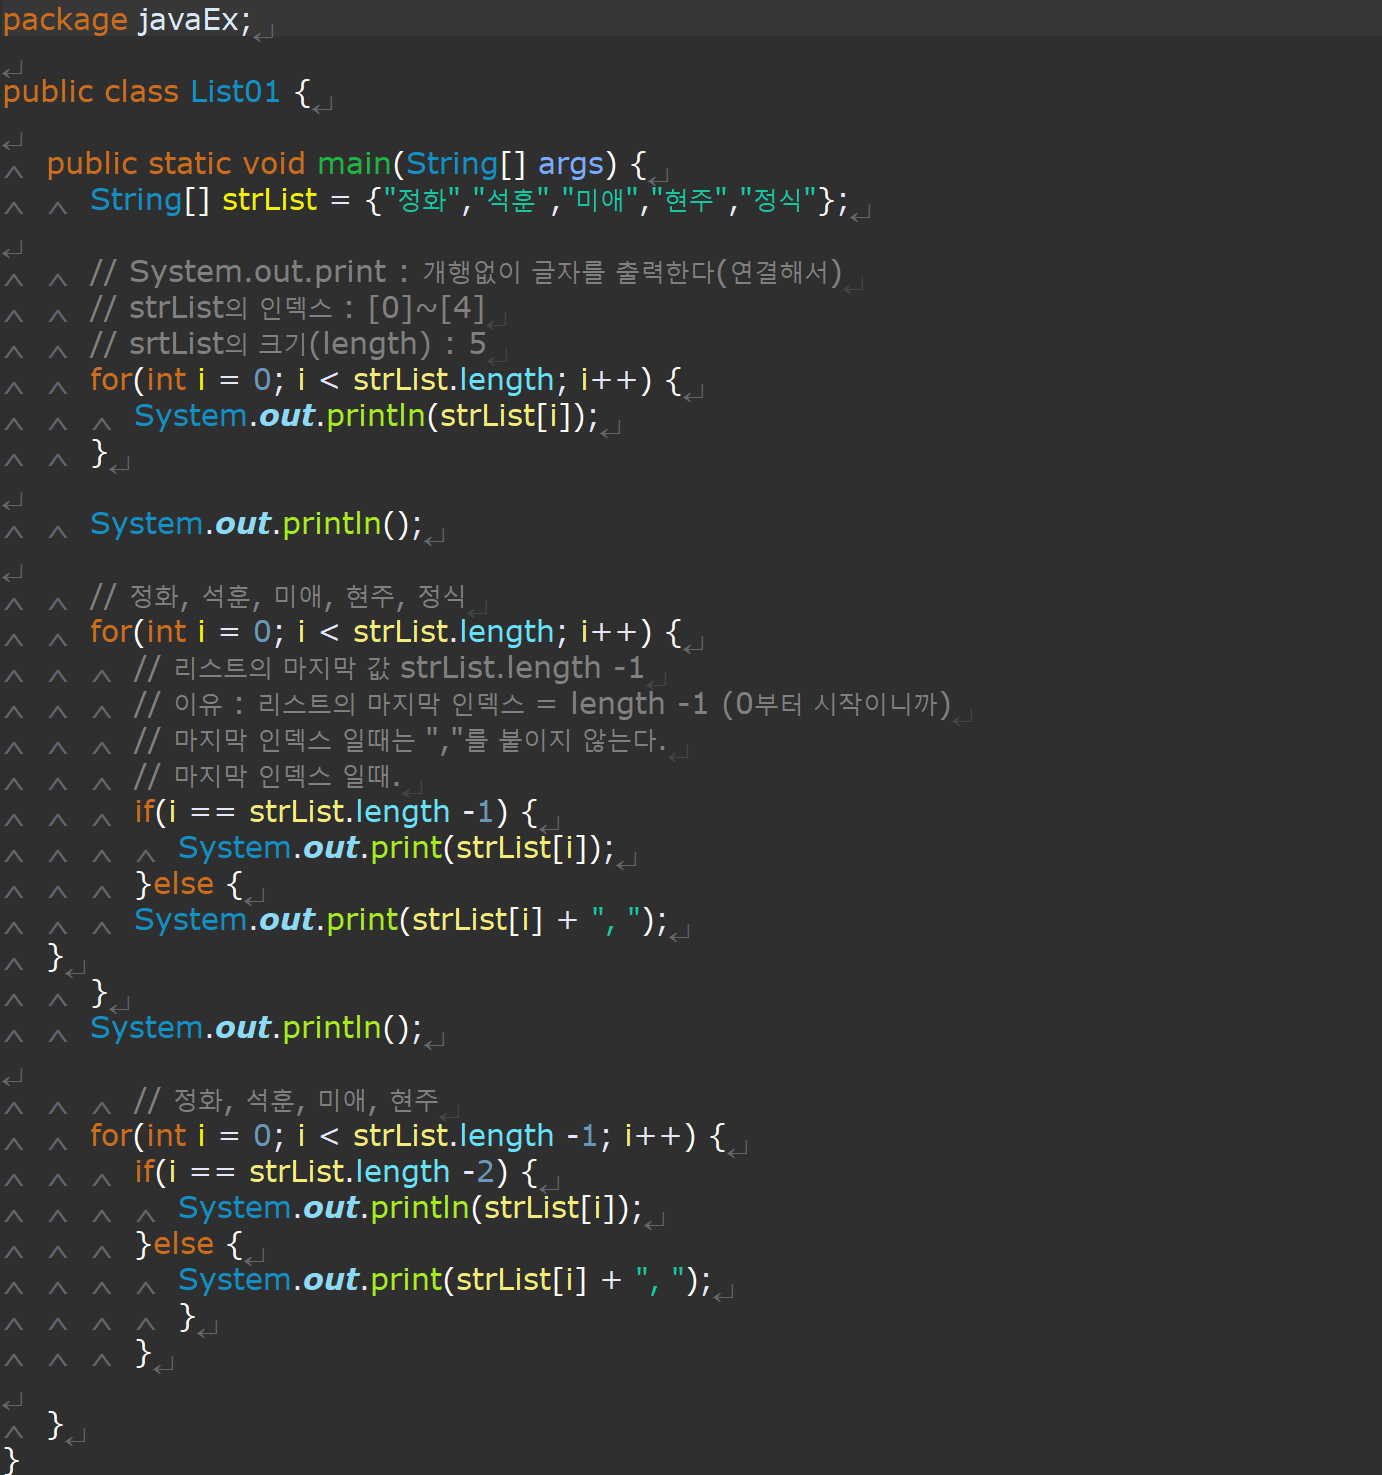 package javaEx;
public class List01 {
public static void main(String[] args) {
String[] strList = {"정화","석훈","미애","현주","정식"};
// System.out.print : 개행없이 글자를 출력한다(연결해서)
// strList의 인덱스 : [0]~[4]
// srtList의 크기(length) : 5
for(int i = 0; i < strList.length; i++) {
System.out.println(strList[i]);
}
System.out.println();
// 정화, 석훈, 미애, 현주, 정식
for(int i = 0; i < strList.length; i++) {
// 리스트의 마지막 값 strList.length -1
// 이유 : 리스트의 마지막 인덱스 = length -1 (0부터 시작이니까)
// 마지막 인덱스 일때는 ","를 붙이지 않는다.
// 마지막 인덱스 일때.
if(i == strList.length -1) {
System.out.print(strList[i]);
}else {
System.out.print(strList[i] + ", ");
}
}
System.out.println();
// 정화, 석훈, 미애, 현주
for(int i = 0; i < strList.length -1; i++) {
if(i == strList.length -2) {
System.out.println(strList[i]);
}else {
System.out.print(strList[i] + ", ");
}
}
}
}